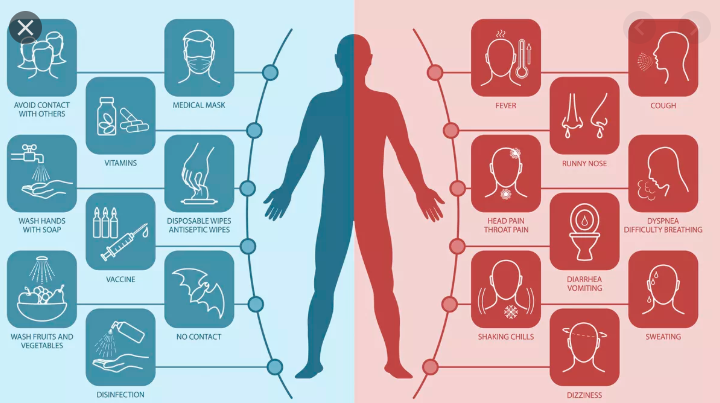 AVOID CONTACT
WITH OTHERS
MEDICAL MASK
VITAMINS
WASH HANDS
WITH SOAP
DISPOSABLE WIPES
ANTISEPTIC WIPES
VACCINE
WASH FRUITS AND
VEGETABLES
NO CONTACT
DISINFECTION
FEVER
COUGH
RUNNY NOSE
HEAD PAIN
THROAT PAIN
DYSPNEA
DIFFICULTY BREATHING
DIARRHEA
VOMITING
SHAKING CHILLS
SWEATING
DIZZINESS